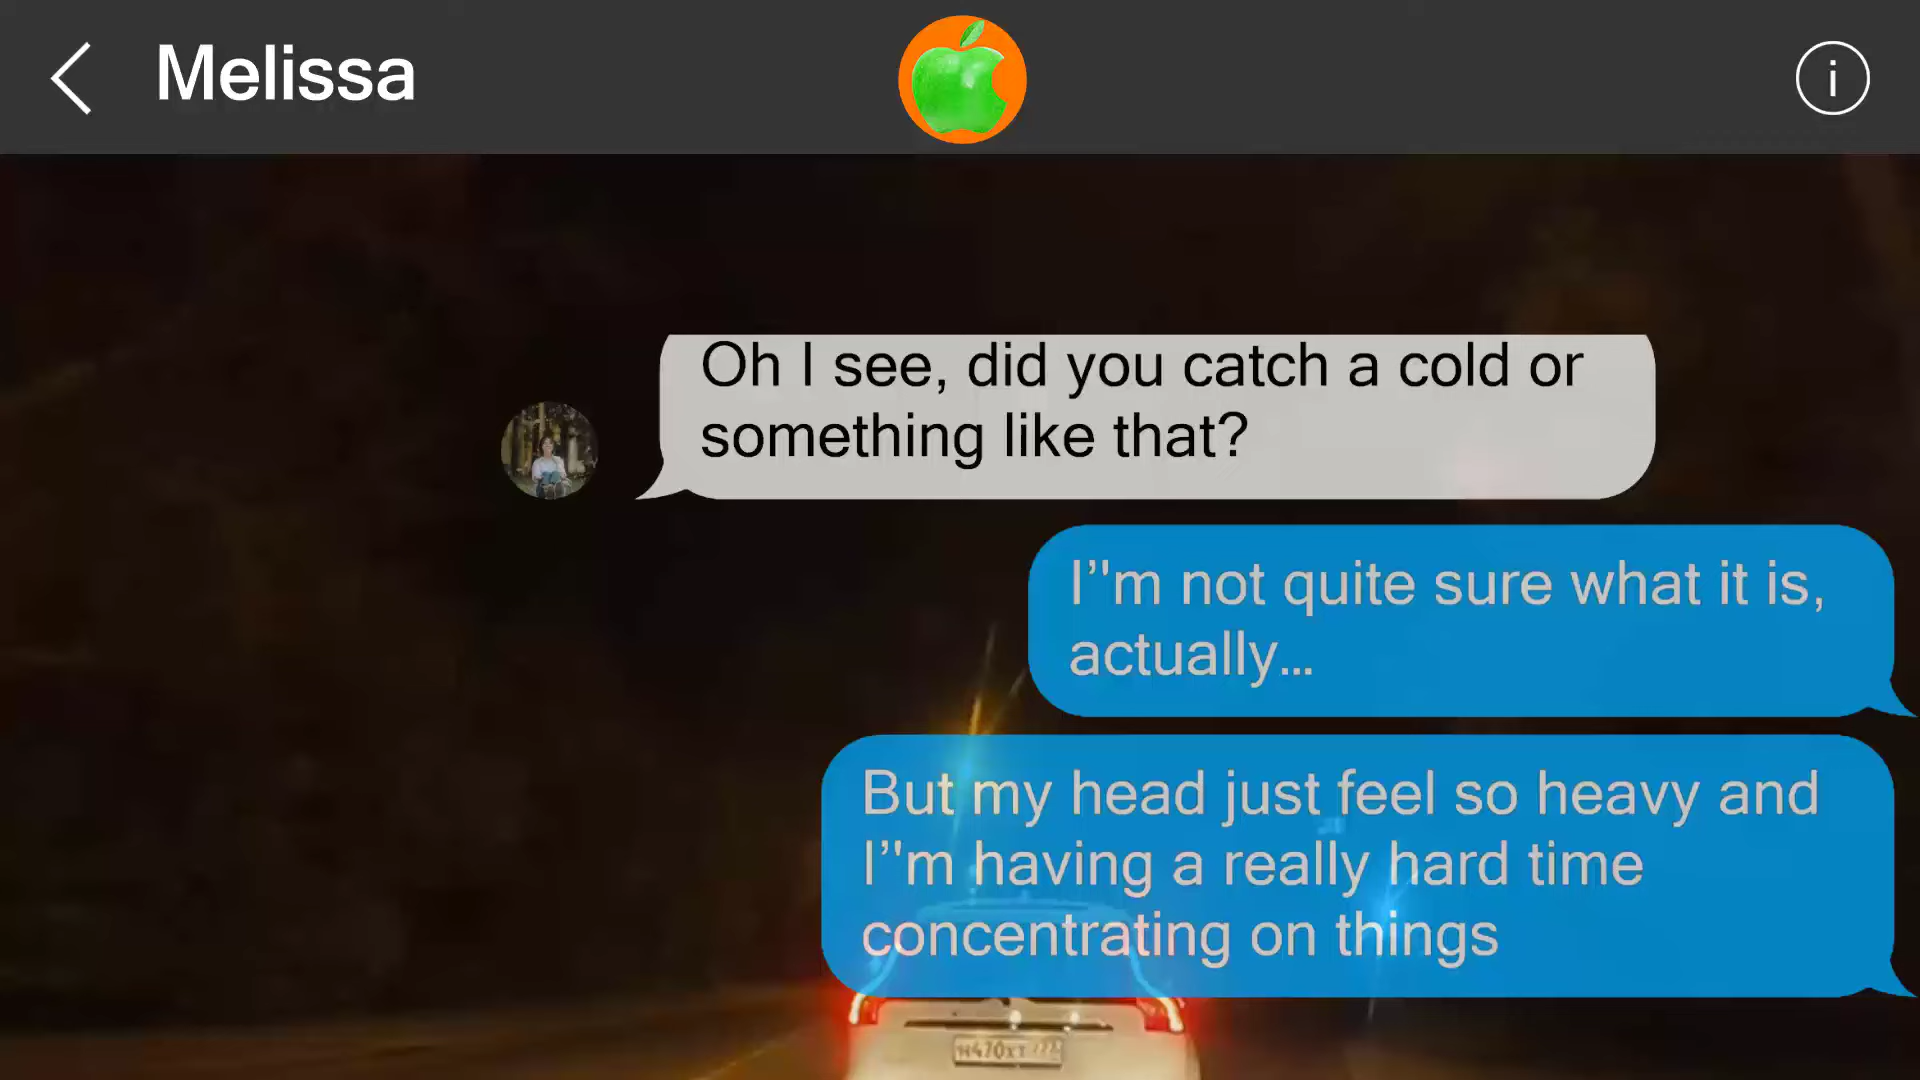 Melissa
i
Oh I see, did you catch a cold or
something like that?
I’'m not quite sure what it is,
actually...
But my head just feel so heavy and
I’'m having a really hard time
concentrating on things